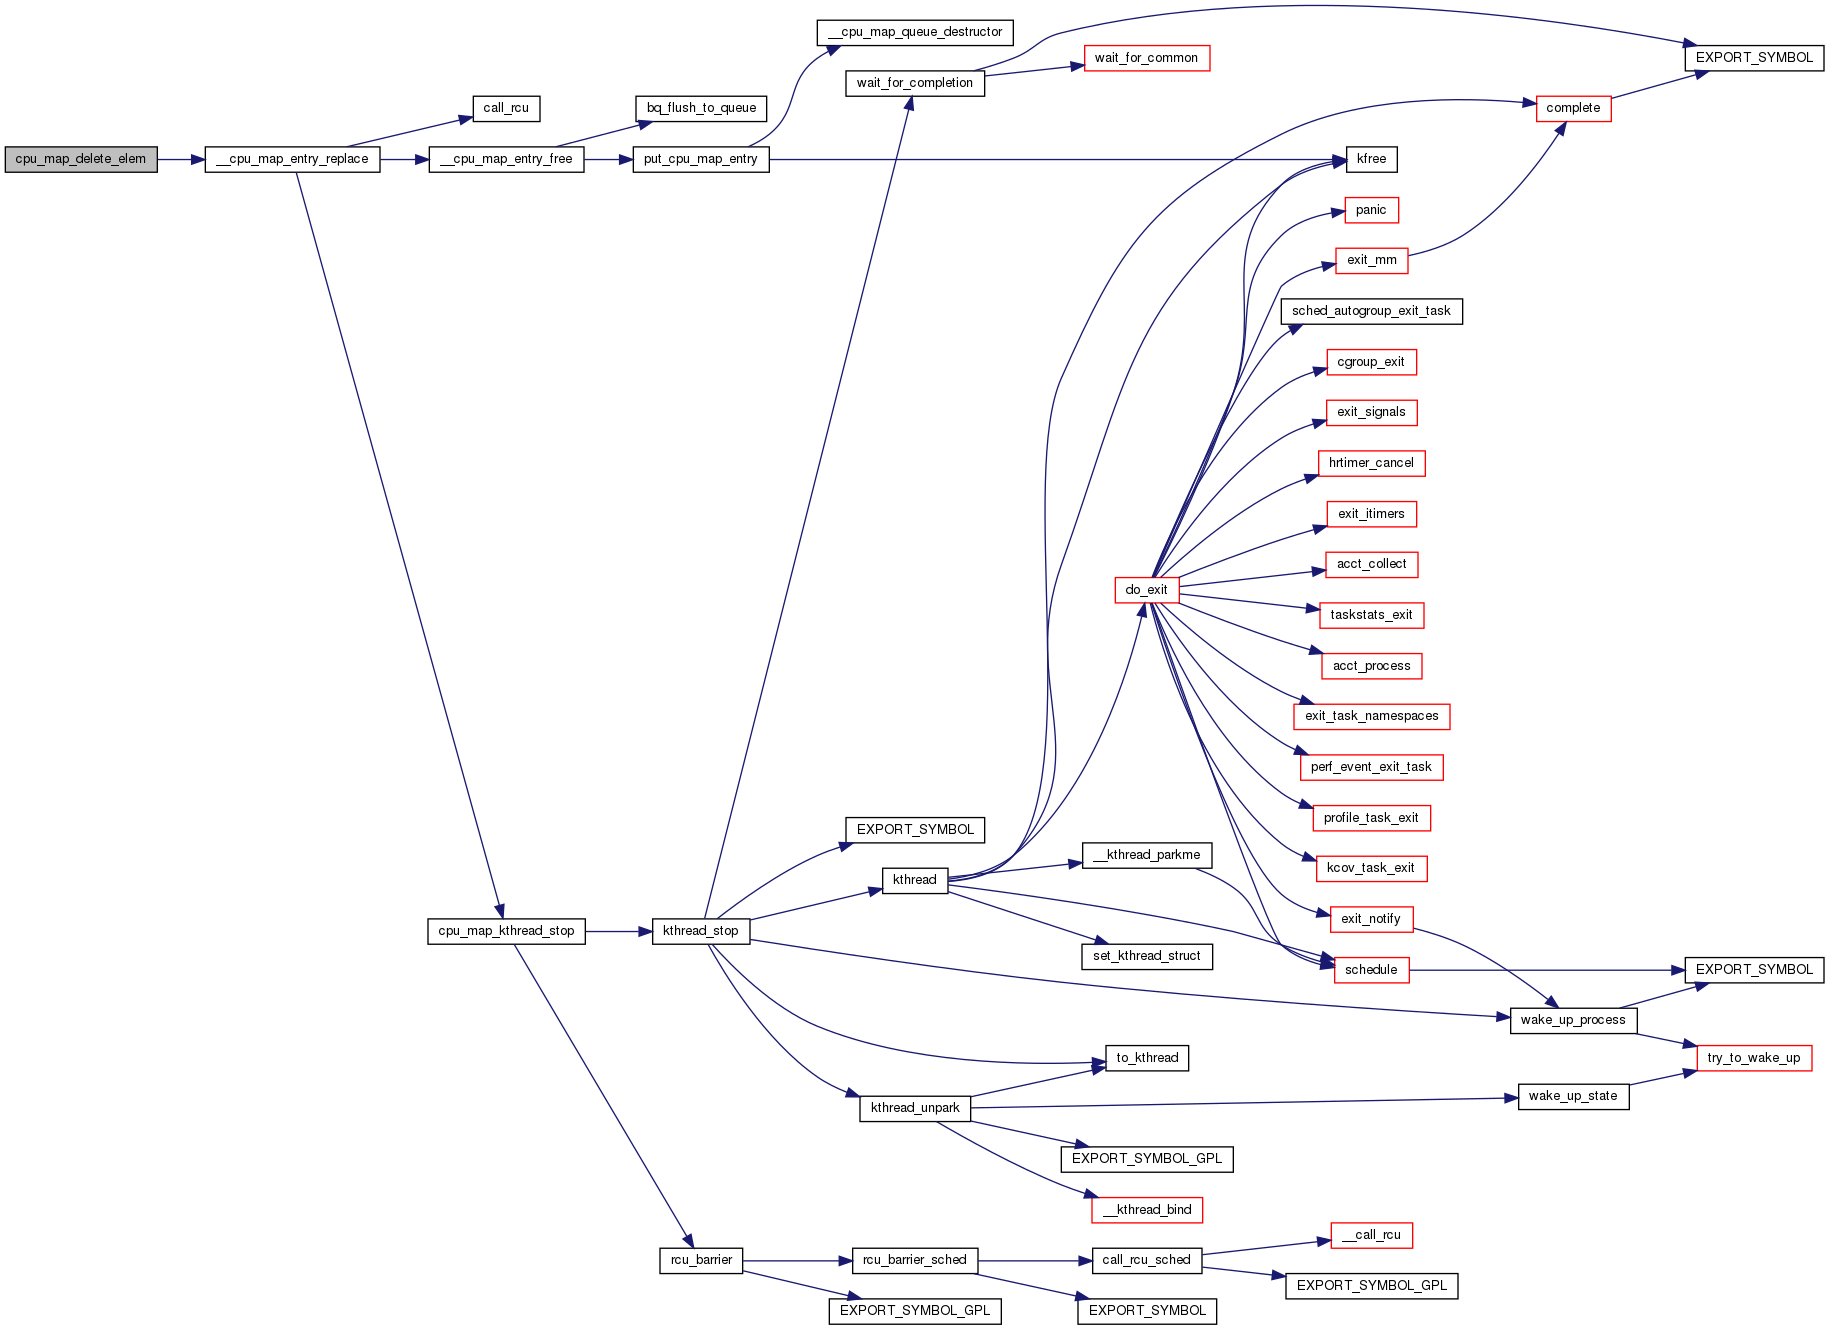 __cpu_map_queue_destructor
EXPORT_SYMBOL
wait_for_common
wait_for_completion
call_rcu
bq_flush_to_queue
complete
cpu_map_delete_elem
__cpu_map_entry_replace
__cpu_map_entry_free
put_cpu_map_entry
kfree
panic
exit_mm
sched_autogroup_exit_task
cgroup_exit
exit_signals
hrtimer_cancel
exit_itimers
acct_collect
do_exit
taskstats_exit
acct_process
exit_task_namespaces
perf_event_exit_task
profile_task_exit
EXPORT_SYMBOL
__kthread_parkme
kcov_task_exit
kthread
exit_notify
cpu_map_kthread_stop
kthread_stop
set_kthread_struct
schedule
EXPORT_SYMBOL
wake_up_process
to_kthread
try_to_wake_up
kthread_unpark
wake_up_state
EXPORT_SYMBOL_GPL
__kthread_bind
__call_rcu
rcu_barrier
rcu_barrier_sched
call_rcu_sched
EXPORT_SYMBOL_GPL
EXPORT_SYMBOL_GPL
EXPORT_SYMBOL